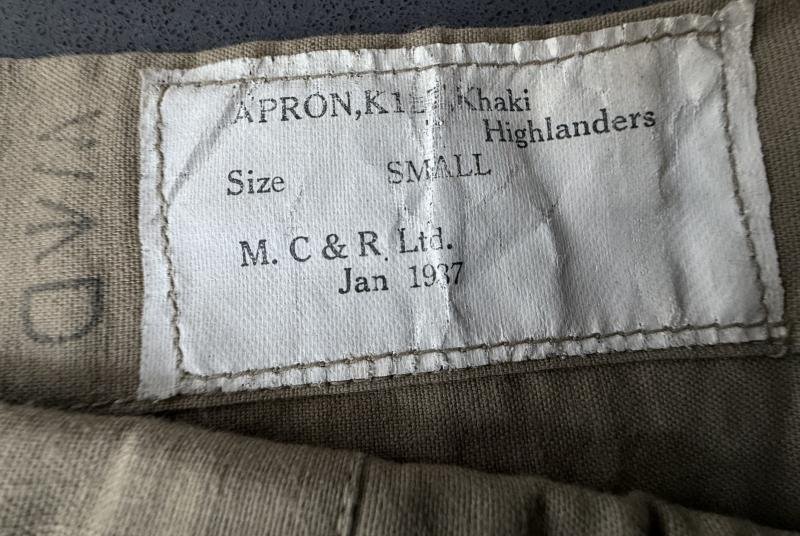 APRON, Kilt, Khaki
Highlanders
Size SMALL
M. C & R. Ltd.
Jan 1937